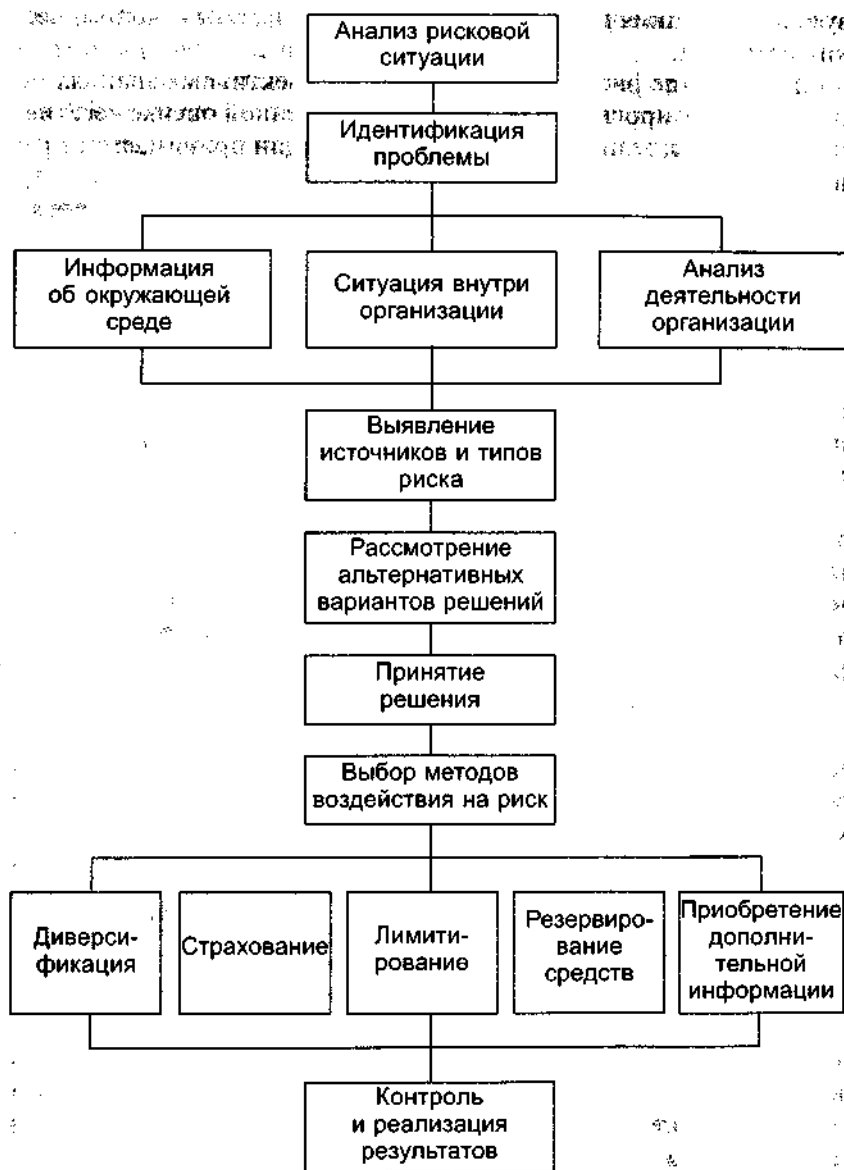 Анализ рисковой
ситуации
Идентификация
проблемы
Информация
об окружающей
среде
Ситуация внутри
организации
Анализ
деятельности
организации
Выявление
источников и типов
риска
Рассмотрение
альтернативных
вариантов решений
Принятие
решения
Выбор методов
воздействия на риск
Диверси-
фикация
Страхование
Лимити-
рование
Резервиро-
вание
средств
Приобретение
дополни-
тельной
информации
Контроль
и реализация
результатов